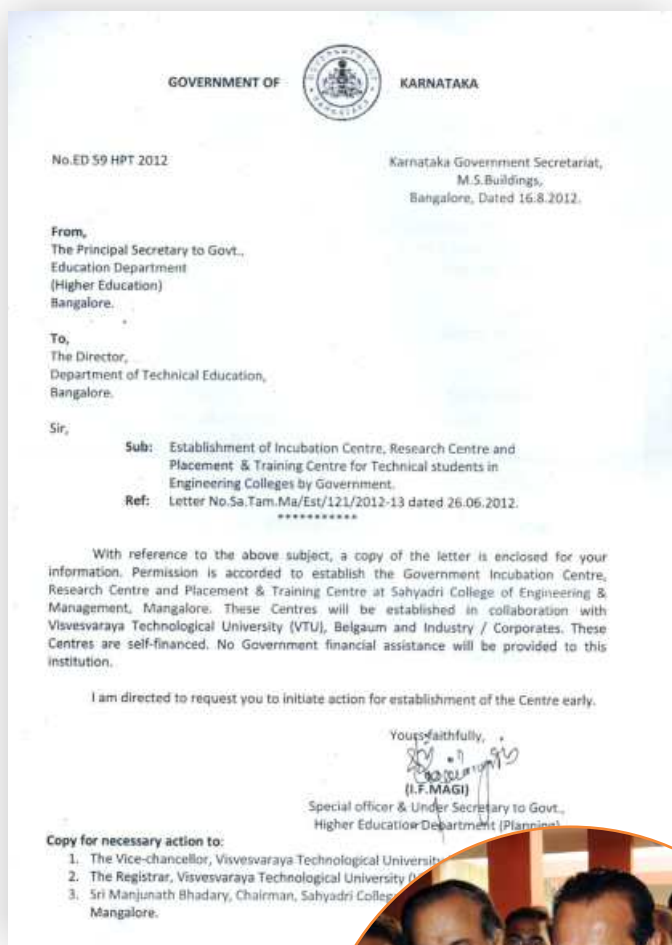 GOVERNMENT OF KARNATAKA
No.ED 59 HPT 2012
Karnataka Government Secretariat,
M.S.Buildings,
Bangalore, Dated 16.8.2012.
From,
The Principal Secretary to Govt.,
Education Department
(Higher Education)
Bangalore.
To,
The Director,
Department of Technical Education,
Bangalore.
Sir,
Sub: Establishment of Incubation Centre, Research Centre and
Placement & Training Centre for Technical students in
Engineering Colleges by Government.
Ref: Letter No.Sa.Tam.Ma/Est/121/2012-13 dated 26.06.2012.
***********
With reference to the above subject, a copy of the letter is enclosed for your
information. Permission is accorded to establish the Government Incubation Centre,
Research Centre and Placement & Training Centre at Sahyadri College of Engineering &
Management, Mangalore. These Centres will be established in collaboration with
Visvesvaraya Technological University (VTU), Belgaum and Industry / Corporates. These
Centres are self-financed. No Government financial assistance will be provided to this
institution.
I am directed to request you to initiate action for establishment of the Centre early.
Yours faithfully,
(I.F.MAGI)
Special officer & Under Secretary to Govt.,
Higher Education Department (Planning)
Copy for necessary action to:
1. The Vice-chancellor, Visvesvaraya Technological University
2. The Registrar, Visvesvaraya Technological University
3. Sri Manjunath Bhadary, Chairman, Sahyadri Colleg
Mangalore.